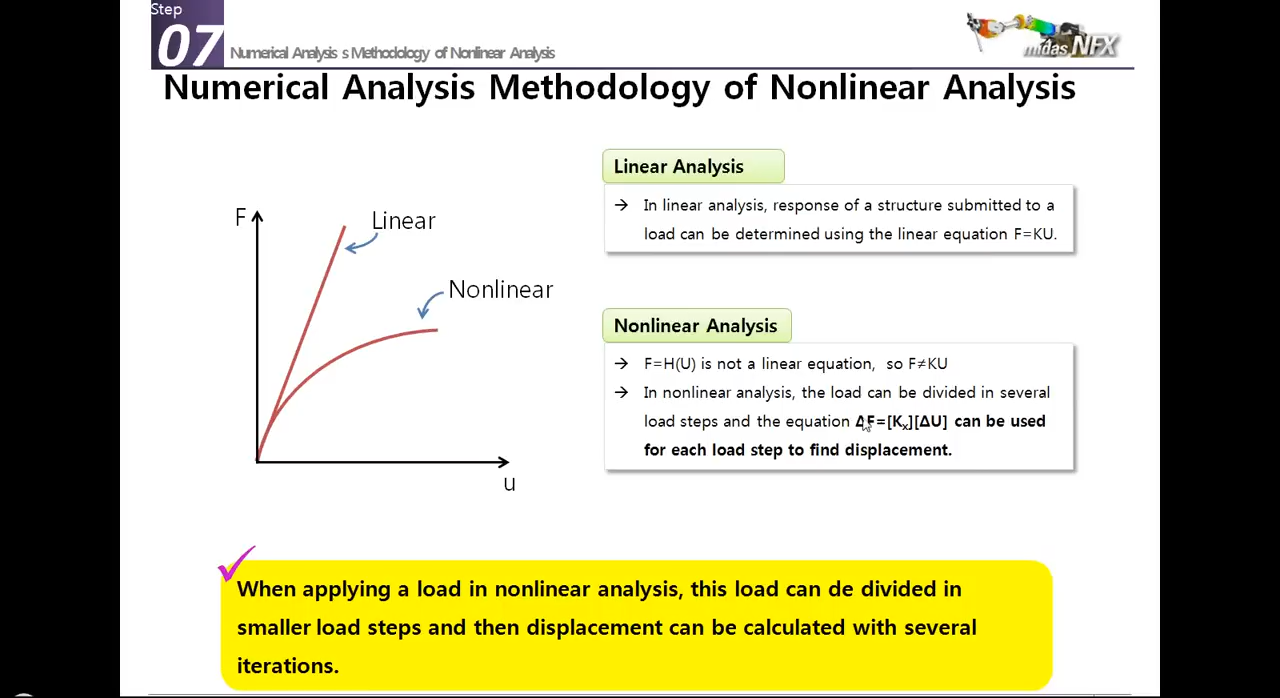 Step
07
Numerical Analysis s Methodology of Nonlinear Analysis
midas NFX
Numerical Analysis Methodology of Nonlinear Analysis
F
Linear
Nonlinear
u
Linear Analysis
→ In linear analysis, response of a structure submitted to a
load can be determined using the linear equation F=KU.
Nonlinear Analysis
→ F=H(U) is not a linear equation, so F≠KU
→ In nonlinear analysis, the load can be divided in several
load steps and the equation ΔF=[Kₓ][ΔU] can be used
for each load step to find displacement.
When applying a load in nonlinear analysis, this load can de divided in
smaller load steps and then displacement can be calculated with several
iterations.